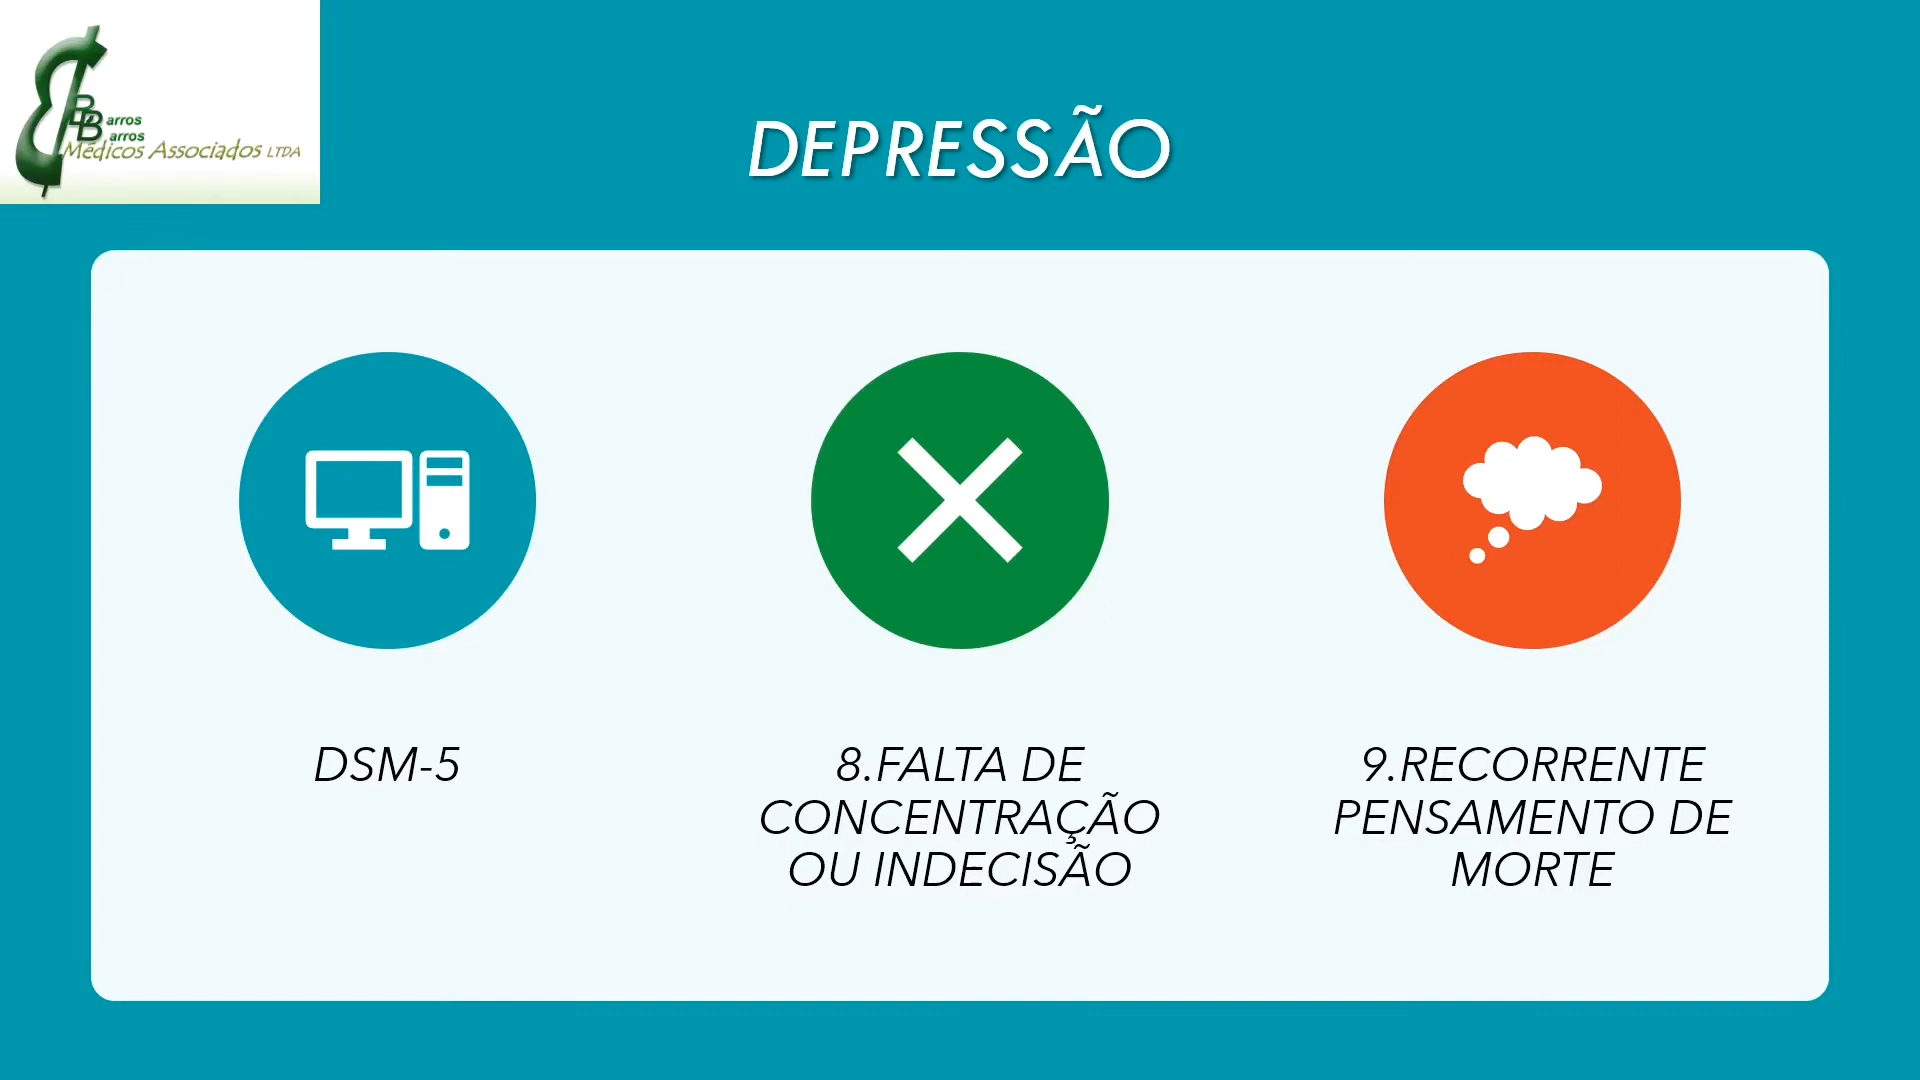 Barros
Barros
Médicos Associados LTDA
DEPRESSÃO
DSM-5
8.FALTA DE
CONCENTRAÇÃO
OU INDECISÃO
9.RECORRENTE
PENSAMENTO DE
MORTE